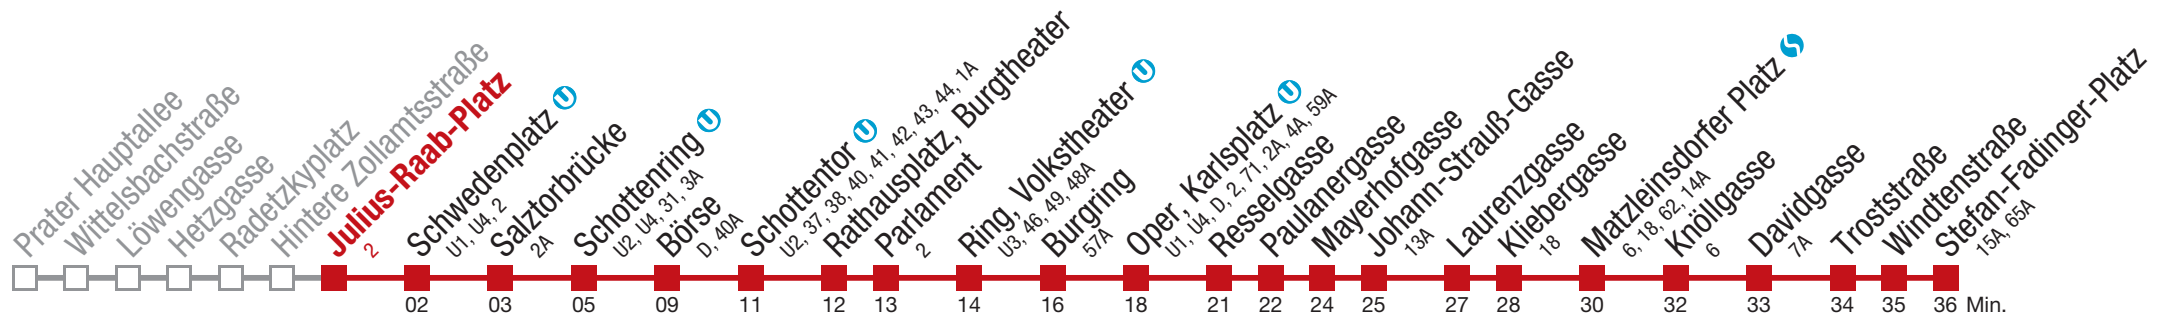 Prater Hauptallee
Wittelsbachstraße
Löwengasse
Hetzgasse
Radetzkyplatz
Hintere Zollamtsstraße
Julius-Raab-Platz
2
Schwedenplatz U
U1, U4, 2
Salztorbrücke
2A
Schottenring U
U2, U4, 31, 3A
Börse
D, 40A
Schottentor U
U2, 37, 38, 40, 41, 42, 43, 44, 1A
Rathausplatz, Burgtheater
Parlament
2
Ring, Volkstheater U
U3, 46, 49, 48A
Burgring
57A
Oper, Karlsplatz U
U1, U4, D, 2, 71, 2A, 4A, 59A
Resselgasse
Paulanergasse
Mayerhofgasse
Johann-Strauß-Gasse
13A
Laurenzgasse
Kliebergasse
18
Matzleinsdorfer Platz S
6, 18, 62, 14A
Knöllgasse
6
Davidgasse
7A
Troststraße
Windtenstraße
Stefan-Fadinger-Platz
15A, 65A
02 03 05 09 11 12 13 14 16 18 21 22 24 25 27 28 30 32 33 34 35 36 Min.